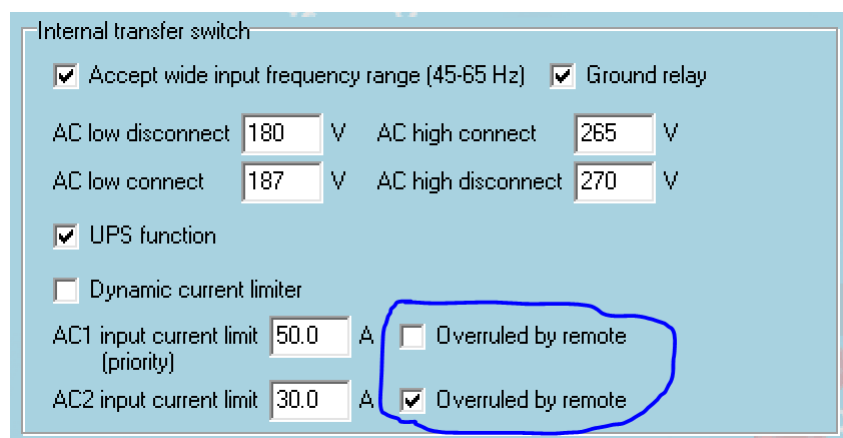 Internal transfer switch
Accept wide input frequency range (45-65 Hz) Ground relay
AC low disconnect 180 V AC high connect 265 V
AC low connect 187 V AC high disconnect 270 V
UPS function
Dynamic current limiter
AC1 input current limit 50.0 A Overruled by remote
(priority)
AC2 input current limit 30.0 A Overruled by remote